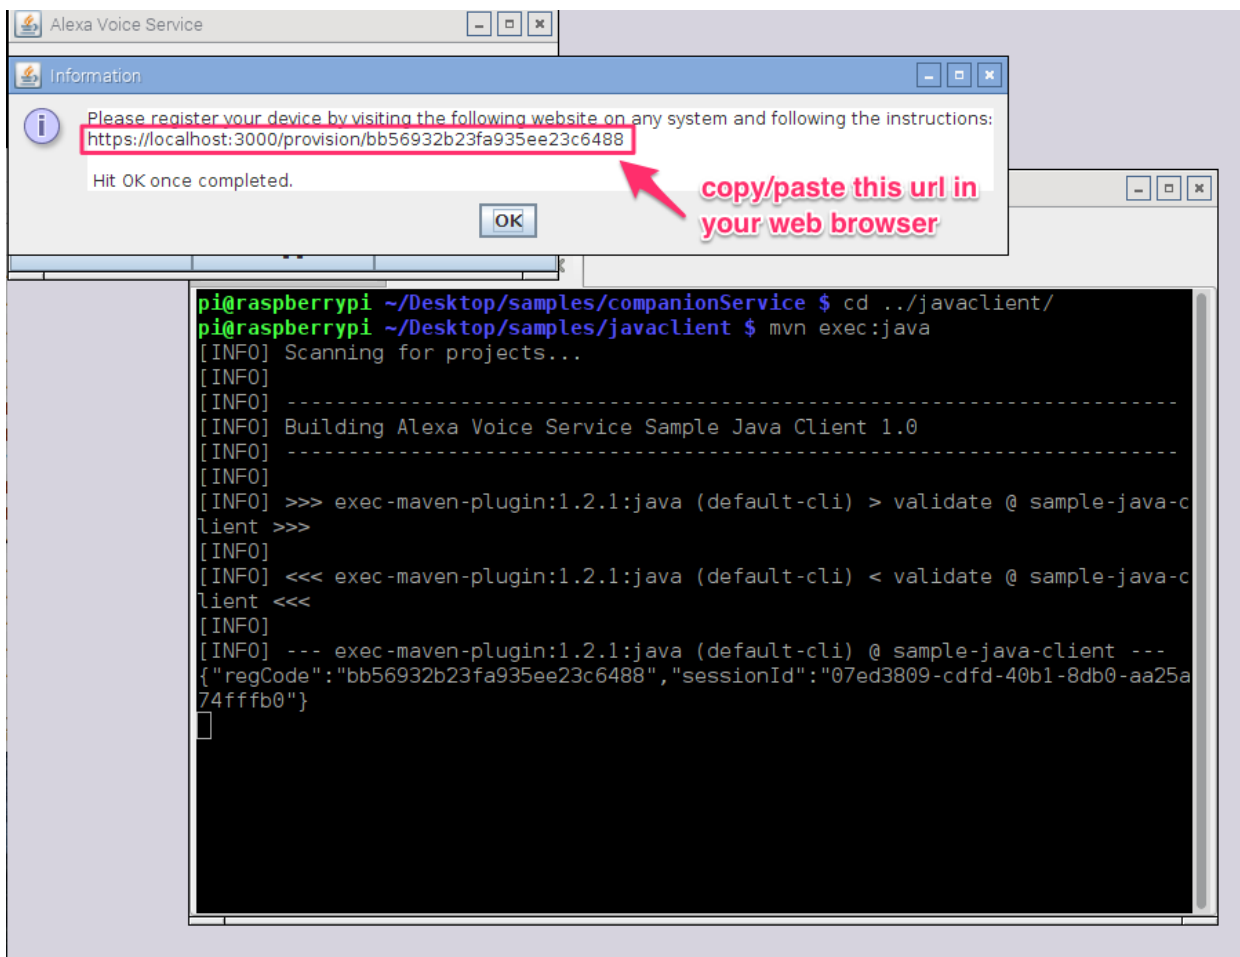 Alexa Voice Service
Information
Please register your device by visiting the following website on any system and following the instructions:
https://localhost:3000/provision/bb56932b23fa935ee23c6488
Hit OK once completed.
OK
copy/paste this url in
your web browser
pi@raspberrypi ~/Desktop/samples/companionService $ cd ../javaclient/
pi@raspberrypi ~/Desktop/samples/javaclient $ mvn exec:java
[INFO] Scanning for projects...
[INFO]
[INFO] ------------------------------------------------------------------------
[INFO] Building Alexa Voice Service Sample Java Client 1.0
[INFO] ------------------------------------------------------------------------
[INFO]
[INFO] >>> exec-maven-plugin:1.2.1:java (default-cli) > validate @ sample-java-c
lient >>>
[INFO]
[INFO] <<< exec-maven-plugin:1.2.1:java (default-cli) < validate @ sample-java-c
lient <<<
[INFO]
[INFO] --- exec-maven-plugin:1.2.1:java (default-cli) @ sample-java-client ---
{"regCode":"bb56932b23fa935ee23c6488","sessionId":"07ed3809-cdfd-40b1-8db0-aa25a
74fffb0"}